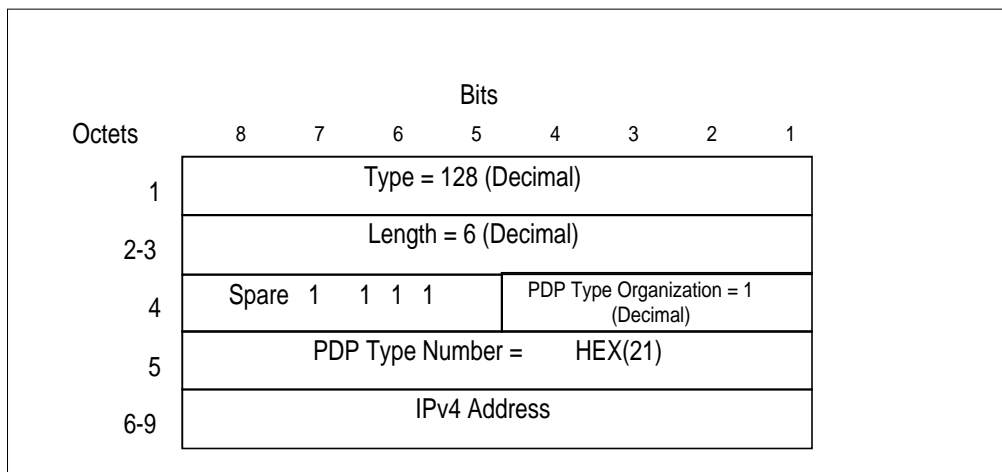 Bits
Octets 8 7 6 5 4 3 2 1
1 Type = 128 (Decimal)
2-3 Length = 6 (Decimal)
4 Spare 1 1 1 1 PDP Type Organization = 1
(Decimal)
5 PDP Type Number = HEX(21)
6-9 IPv4 Address